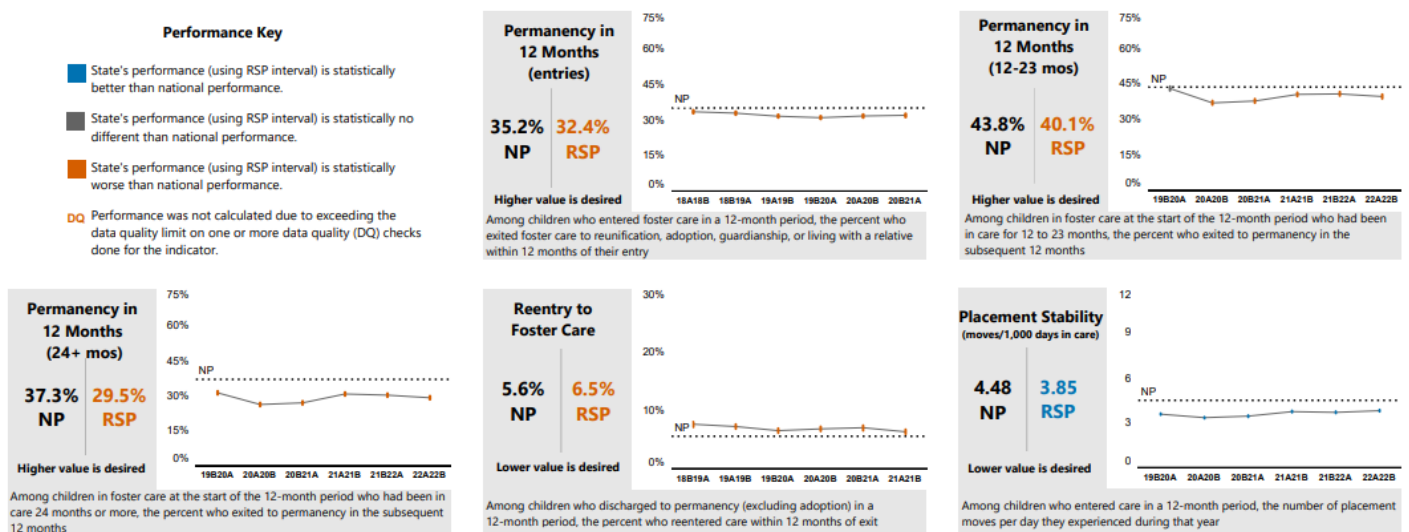 Performance Key
State's performance (using RSP interval) is statistically
better than national performance.
State's performance (using RSP interval) is statistically no
different than national performance.
State's performance (using RSP interval) is statistically
worse than national performance.
DQ Performance was not calculated due to exceeding the
data quality limit on one or more data quality (DQ) checks
done for the indicator.
Permanency in
12 Months
(entries)
35.2% 32.4%
NP RSP
Higher value is desired
75%
60%
45%
NP
30%
15%
0%
18A18B 18B19A 19A19B 19B20A 20A20B 20B21A
Among children who entered foster care in a 12-month period, the percent who
exited foster care to reunification, adoption, guardianship, or living with a relative
within 12 months of their entry
Permanency in
12 Months
(12-23 mos)
43.8% 40.1%
NP RSP
Higher value is desired
75%
60%
45%
NP
30%
15%
0%
19B20A 20A20B 20B21A 21A21B 21B22A 22A22B
Among children in foster care at the start of the 12-month period who had been
in care for 12 to 23 months, the percent who exited to permanency in the
subsequent 12 months
Permanency in
12 Months
(24+ mos)
37.3% 29.5%
NP RSP
Higher value is desired
75%
60%
45%
NP
30%
15%
0%
19B20A 20A20B 20B21A 21A21B 21B22A 22A22B
Among children in foster care at the start of the 12-month period who had been in
care 24 months or more, the percent who exited to permanency in the subsequent
12 months
Reentry to
Foster Care
5.6% 6.5%
NP RSP
Lower value is desired
30%
20%
10%
NP
0%
18B19A 19A19B 19B20A 20A20B 20B21A 21A21B
Among children who discharged to permanency (excluding adoption) in a
12-month period, the percent who reentered care within 12 months of exit
Placement Stability
(moves/1,000 days in care)
4.48 3.85
NP RSP
Lower value is desired
12
9
6
NP
3
0
19B20A 20A20B 20B21A 21A21B 21B22A 22A22B
Among children who entered care in a 12-month period, the number of placement
moves per day they experienced during that year